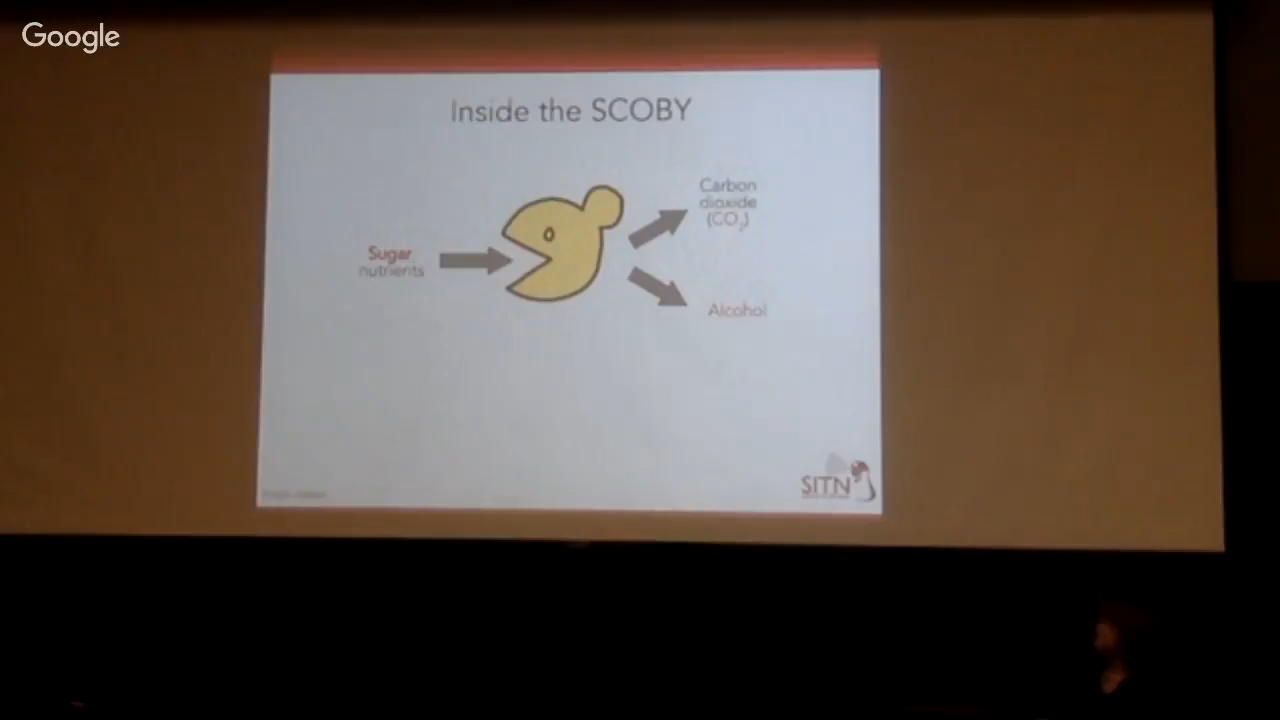 Google
Inside the SCOBY
Carbon
dioxide
(CO₂)
Sugar
nutrients
Alcohol
SITN